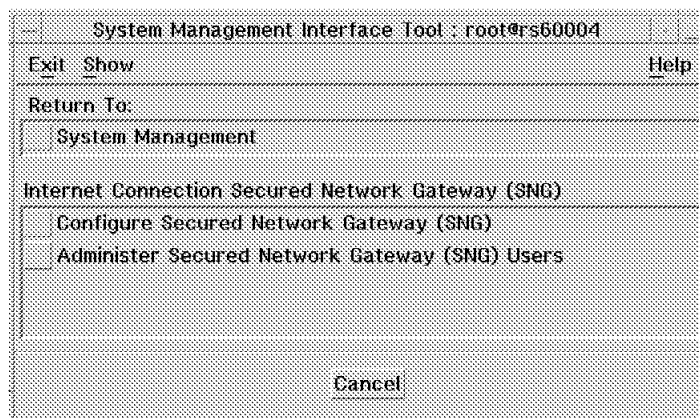 System Management Interface Tool : root@rs60004
Exit Show Help
Return To:
System Management
Internet Connection Secured Network Gateway (SNG)
Configure Secured Network Gateway (SNG)
Administer Secured Network Gateway (SNG) Users
Cancel